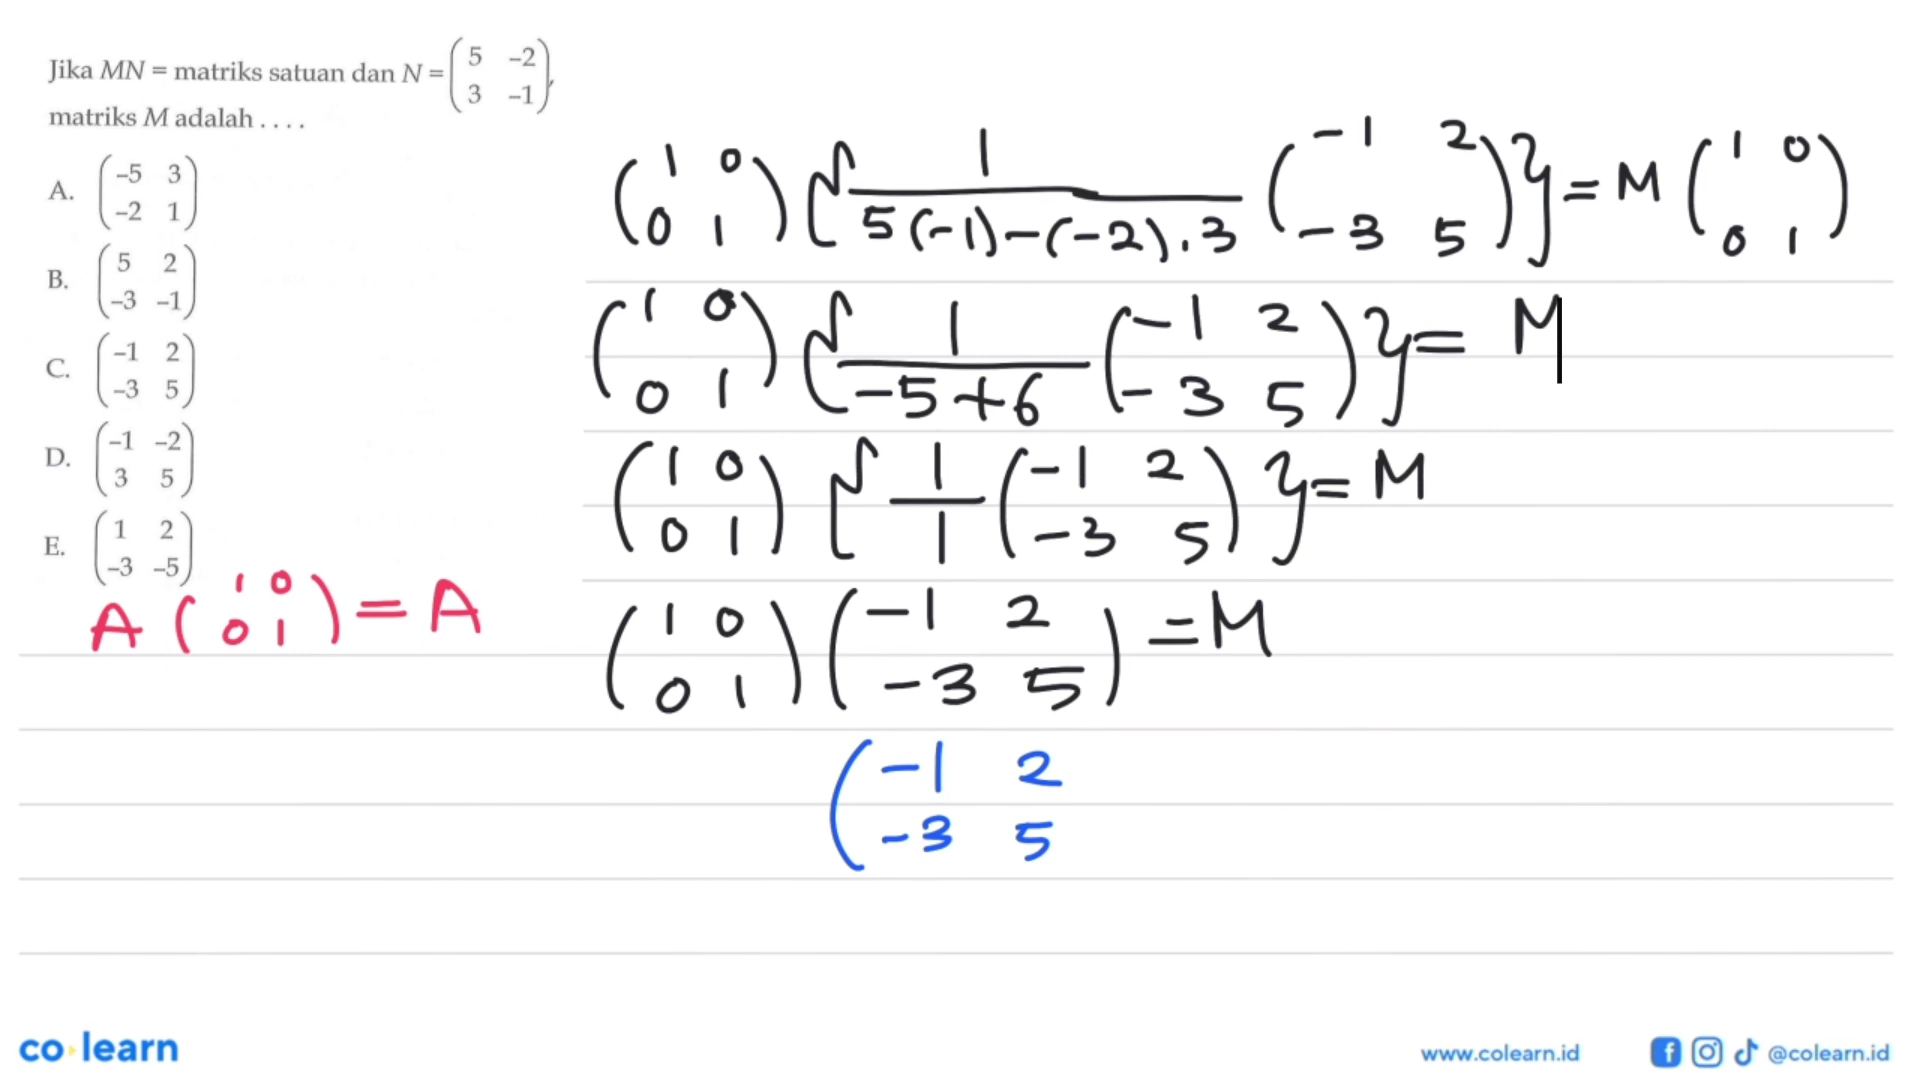 Jika MN = matriks satuan dan N = (5 -2
3 -1),
matriks M adalah . . . .
A. (-5 3
-2 1)
B. (5 2
-3 -1)
C. (-1 2
-3 5)
D. (-1 -2
3 5)
E. (1 2
-3 -5)
A (1 0
0 1) = A
(1 0
0 1) { 1 / 5(-1)-(-2).3 (-1 2
-3 5) } = M (1 0
0 1)
(1 0
0 1) { 1 / -5+6 (-1 2
-3 5) } = M
(1 0
0 1) { 1 / 1 (-1 2
-3 5) } = M
(1 0
0 1) (-1 2
-3 5) = M
(-1 2
-3 5
co learn
www.colearn.id
@colearn.id